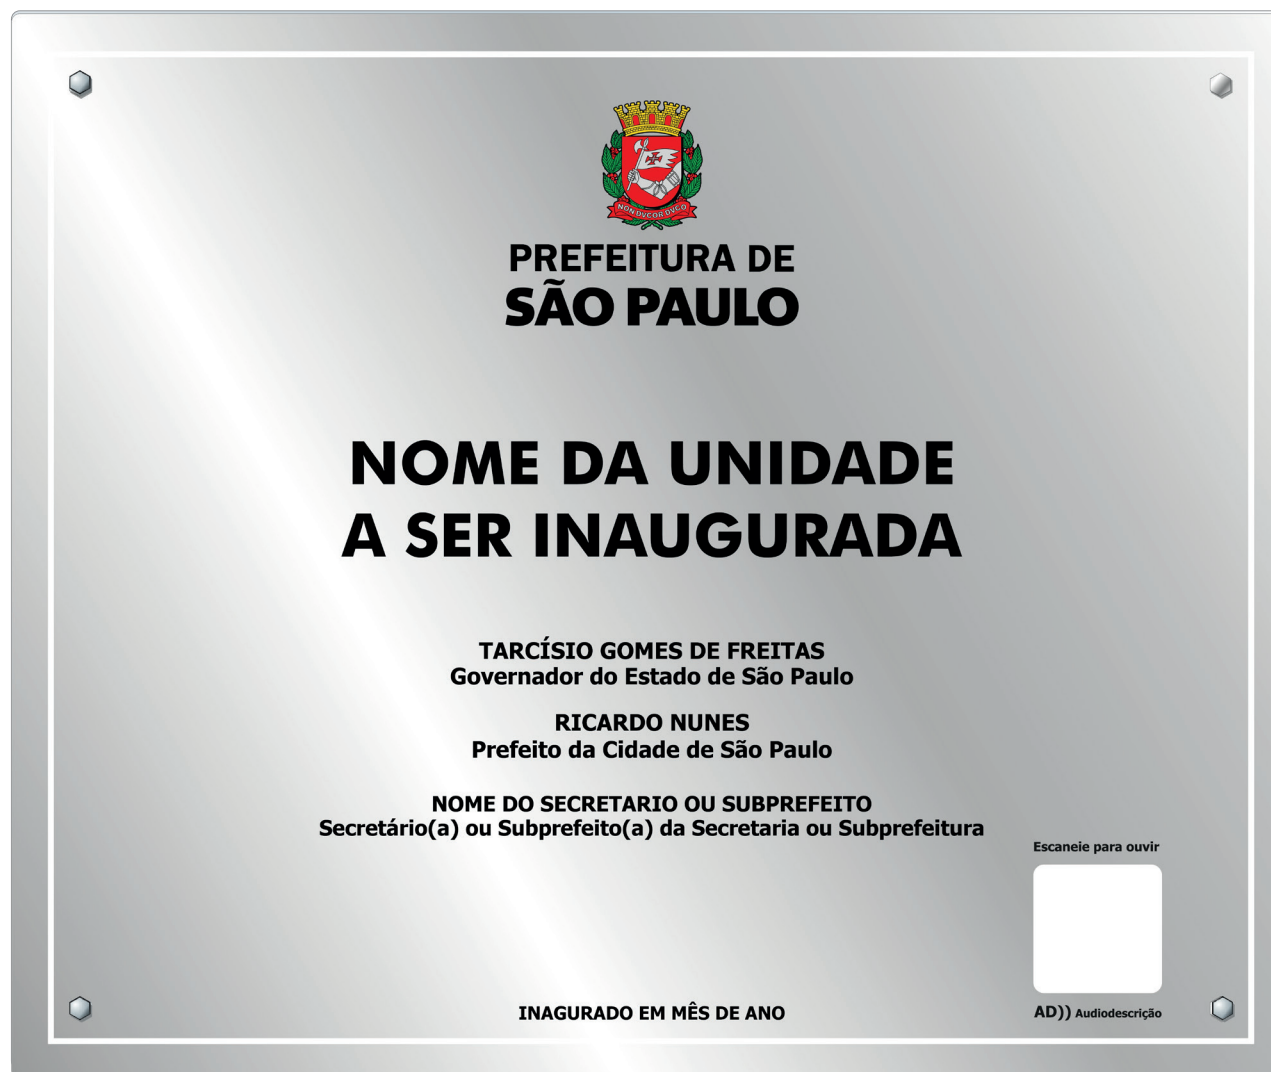 NON DVCOR DVCO
PREFEITURA DE
SÃO PAULO
NOME DA UNIDADE
A SER INAUGURADA
TARCÍSIO GOMES DE FREITAS
Governador do Estado de São Paulo
RICARDO NUNES
Prefeito da Cidade de São Paulo
NOME DO SECRETARIO OU SUBPREFEITO
Secretário(a) ou Subprefeito(a) da Secretaria ou Subprefeitura
Escaneie para ouvir
AD)) Audiodescrição
INAGURADO EM MÊS DE ANO